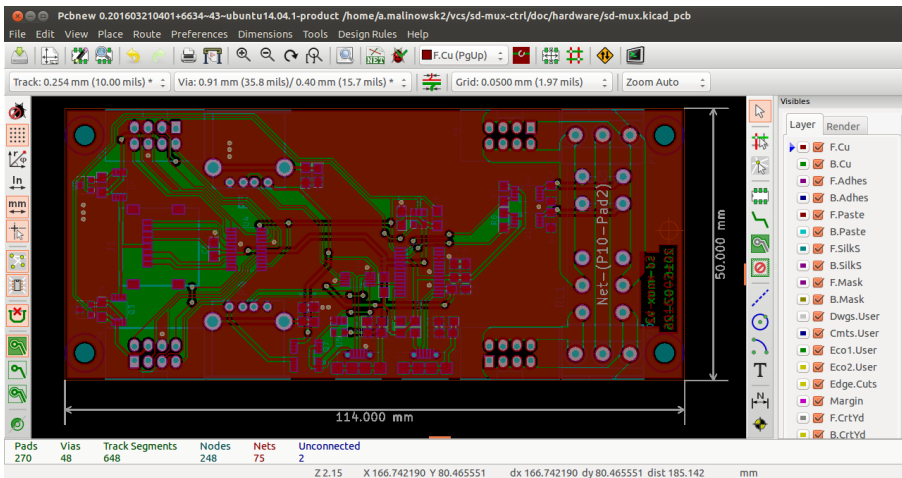 Pcbnew 0.201603210401+6634~43~ubuntu14.04.1-product /home/a.malinowsk2/vcs/sd-mux-ctrl/doc/hardware/sd-mux.kicad_pcb
File Edit View Place Route Preferences Dimensions Tools Design Rules Help
F.Cu (PgUp)
Track: 0.254 mm (10.00 mils) * Via: 0.91 mm (35.8 mils)/ 0.40 mm (15.7 mils) * Grid: 0.0500 mm (1.97 mils) Zoom Auto
Visibles
Layer Render
F.Cu
B.Cu
F.Adhes
B.Adhes
F.Paste
B.Paste
F.SilkS
B.SilkS
F.Mask
B.Mask
Dwgs.User
Cmts.User
Eco1.User
Eco2.User
Edge.Cuts
Margin
F.CrtYd
B.CrtYd
In
mm
T
N
Net-(P10-Pad2)
50.000 mm
114.000 mm
Pads Vias Track Segments Nodes Nets Unconnected
270 48 648 248 75 2
Z 2.15 X 166.742190 Y 80.465551 dx 166.742190 dy 80.465551 dist 185.142 mm